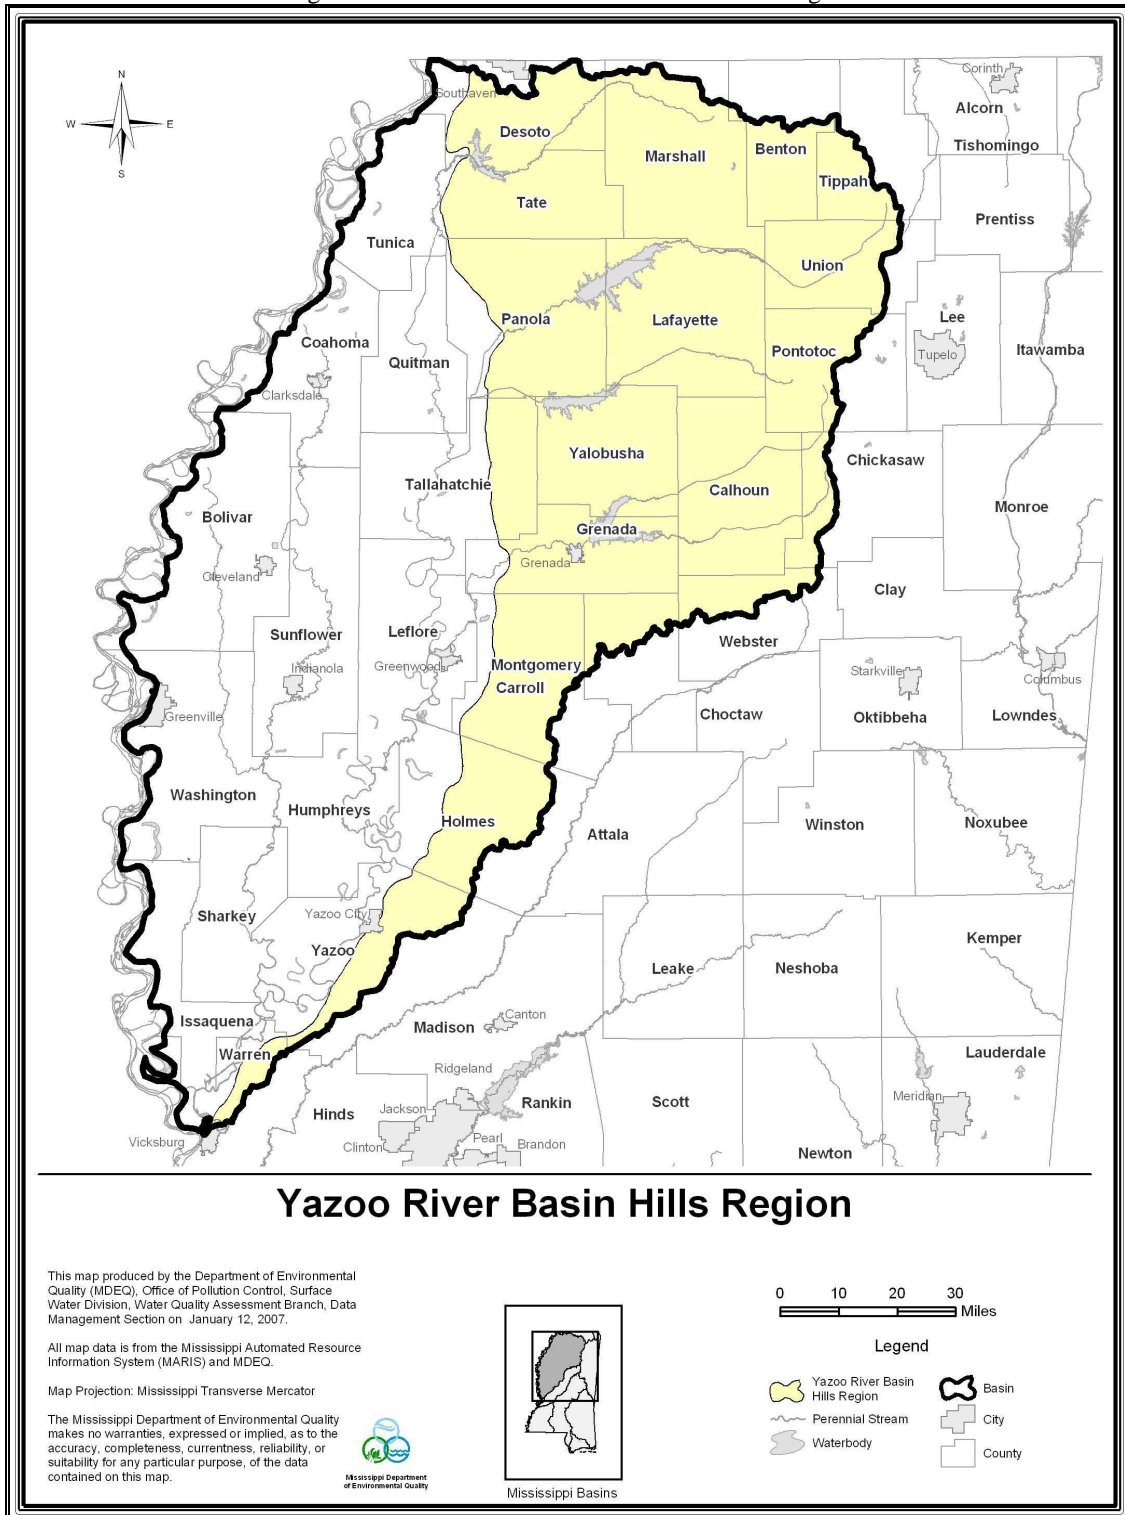 N
W E
S
Southaven
Corinth
Alcorn
Desoto
Marshall
Benton
Tishomingo
Tippah
Tate
Prentiss
Tunica
Union
Panola
Lafayette
Lee
Coahoma
Pontotoc
Tupelo
Itawamba
Quitman
Clarksdale
Yalobusha
Chickasaw
Tallahatchie
Calhoun
Monroe
Bolivar
Grenada
Grenada
Cleveland
Clay
Sunflower
Leflore
Webster
Indianola
Greenwood
Montgomery
Starkville
Carroll
Columbus
Greenville
Choctaw
Oktibbeha
Lowndes
Washington
Humphreys
Holmes
Attala
Winston
Noxubee
Sharkey
Yazoo City
Yazoo
Kemper
Leake
Neshoba
Issaquena
Madison
Canton
Warren
Lauderdale
Ridgeland
Meridian
Hinds
Jackson
Rankin
Scott
Vicksburg
Clinton
Pearl
Brandon
Newton
Yazoo River Basin Hills Region
This map produced by the Department of Environmental
Quality (MDEQ), Office of Pollution Control, Surface
Water Division, Water Quality Assessment Branch, Data
Management Section on January 12, 2007.
All map data is from the Mississippi Automated Resource
Information System (MARIS) and MDEQ.
Map Projection: Mississippi Transverse Mercator
The Mississippi Department of Environmental Quality
makes no warranties, expressed or implied, as to the
accuracy, completeness, currentness, reliability, or
suitability for any particular purpose, of the data
contained on this map.
Mississippi Department
of Environmental Quality
Mississippi Basins
0 10 20 30
Miles
Legend
Yazoo River Basin
Hills Region
Perennial Stream
Waterbody
Basin
City
County